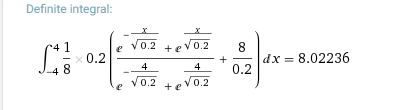 Definite integral:
∫_{-4}^{4} 1/8 × 0.2 ( (e^{-x/√0.2} + e^{x/√0.2}) / (e^{-4/√0.2} + e^{4/√0.2}) + 8/0.2 ) dx = 8.02236